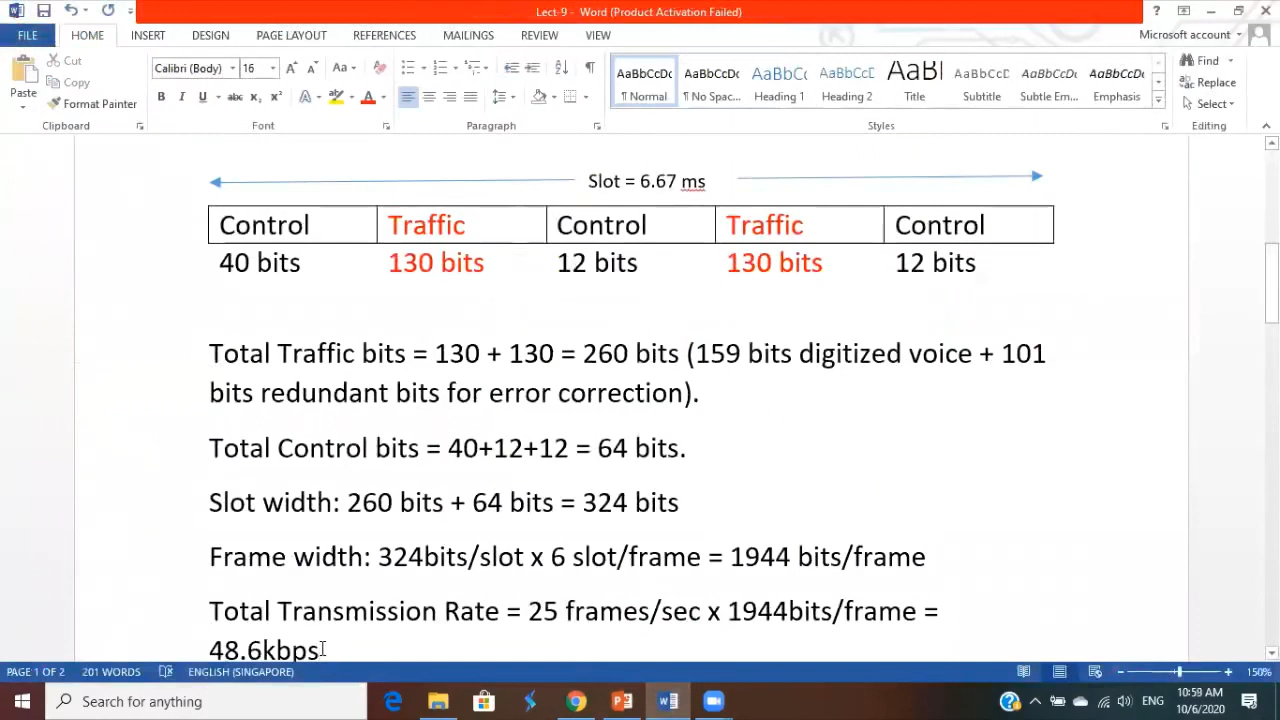 Lect-9 - Word (Product Activation Failed)
FILE HOME INSERT DESIGN PAGE LAYOUT REFERENCES MAILINGS REVIEW VIEW Microsoft account
Paste Cut Copy Format Painter Clipboard
Calibri (Body) 16 Font
Paragraph
AaBbCcDc ¶ Normal AaBbCcDc ¶ No Spac... AaBbCc Heading 1 AaBbCcC Heading 2 AaBl Title AaBbCcC Subtitle AaBbCcDc Subtle Em... AaBbCcDc Emphasis Styles
Find Replace Select Editing
Slot = 6.67 ms
Control Traffic Control Traffic Control
40 bits 130 bits 12 bits 130 bits 12 bits
Total Traffic bits = 130 + 130 = 260 bits (159 bits digitized voice + 101
bits redundant bits for error correction).
Total Control bits = 40+12+12 = 64 bits.
Slot width: 260 bits + 64 bits = 324 bits
Frame width: 324bits/slot x 6 slot/frame = 1944 bits/frame
Total Transmission Rate = 25 frames/sec x 1944bits/frame =
48.6kbps
PAGE 1 OF 2 201 WORDS ENGLISH (SINGAPORE) 150%
Search for anything ENG 10:59 AM
10/6/2020